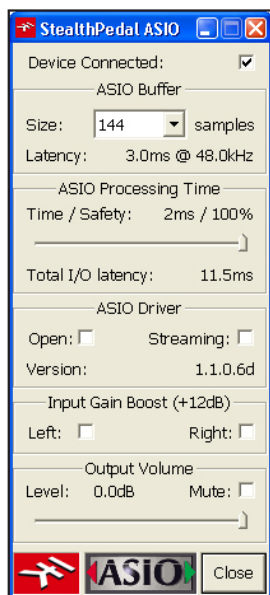 StealthPedal ASIO
Device Connected:
ASIO Buffer
Size: 144 samples
Latency: 3.0ms @ 48.0kHz
ASIO Processing Time
Time / Safety: 2ms / 100%
Total I/O latency: 11.5ms
ASIO Driver
Open: Streaming:
Version: 1.1.0.6d
Input Gain Boost (+12dB)
Left: Right:
Output Volume
Level: 0.0dB Mute:
ASIO Close